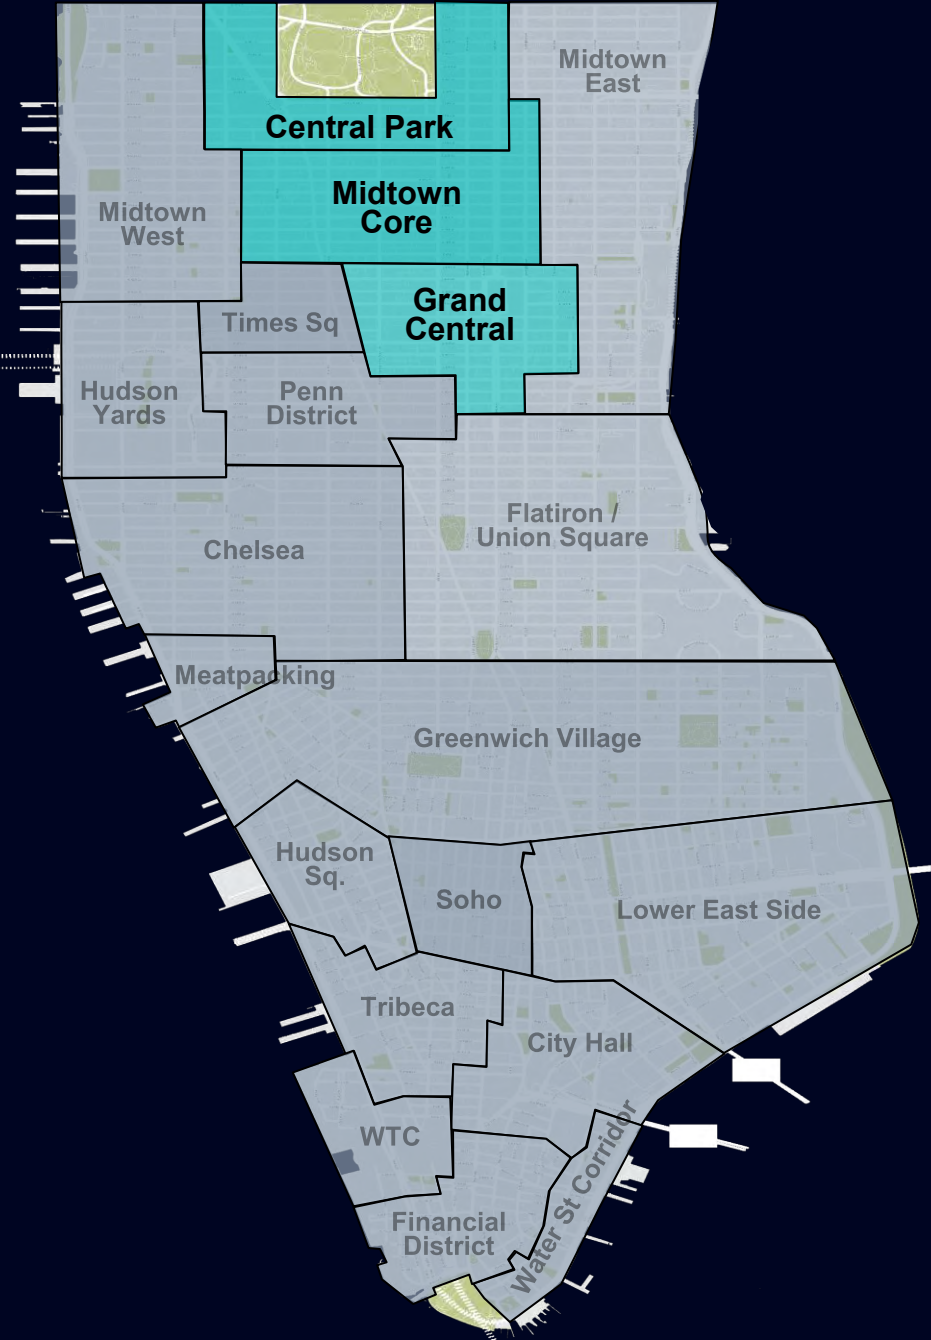 Midtown
East
Central Park
Midtown
Core
Midtown
West
Grand
Central
Times Sq
Hudson
Yards
Penn
District
Flatiron /
Union Square
Chelsea
Meatpacking
Greenwich Village
Hudson
Sq.
Soho
Lower East Side
Tribeca
City Hall
WTC
Water St Corridor
Financial
District